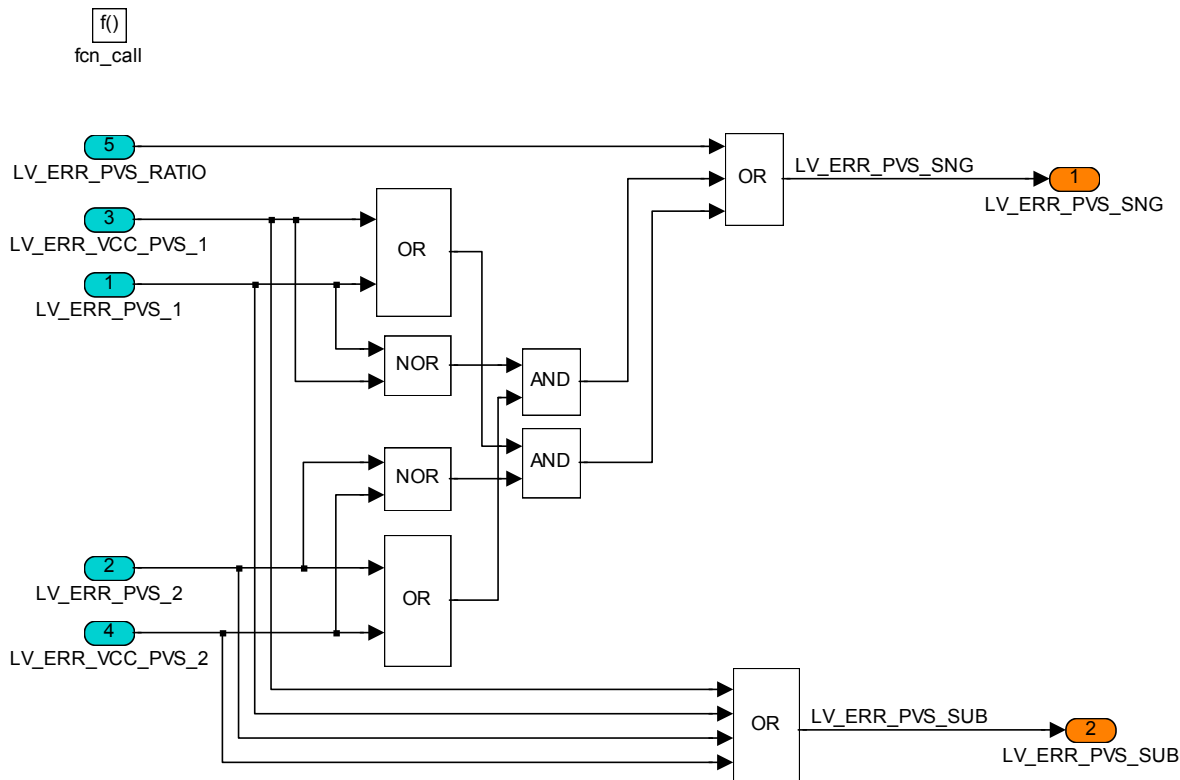 f()
fcn_call
5
LV_ERR_PVS_RATIO
OR
LV_ERR_PVS_SNG
1
LV_ERR_PVS_SNG
3
LV_ERR_VCC_PVS_1
OR
1
LV_ERR_PVS_1
NOR
AND
AND
NOR
2
LV_ERR_PVS_2
OR
4
LV_ERR_VCC_PVS_2
OR
LV_ERR_PVS_SUB
2
LV_ERR_PVS_SUB